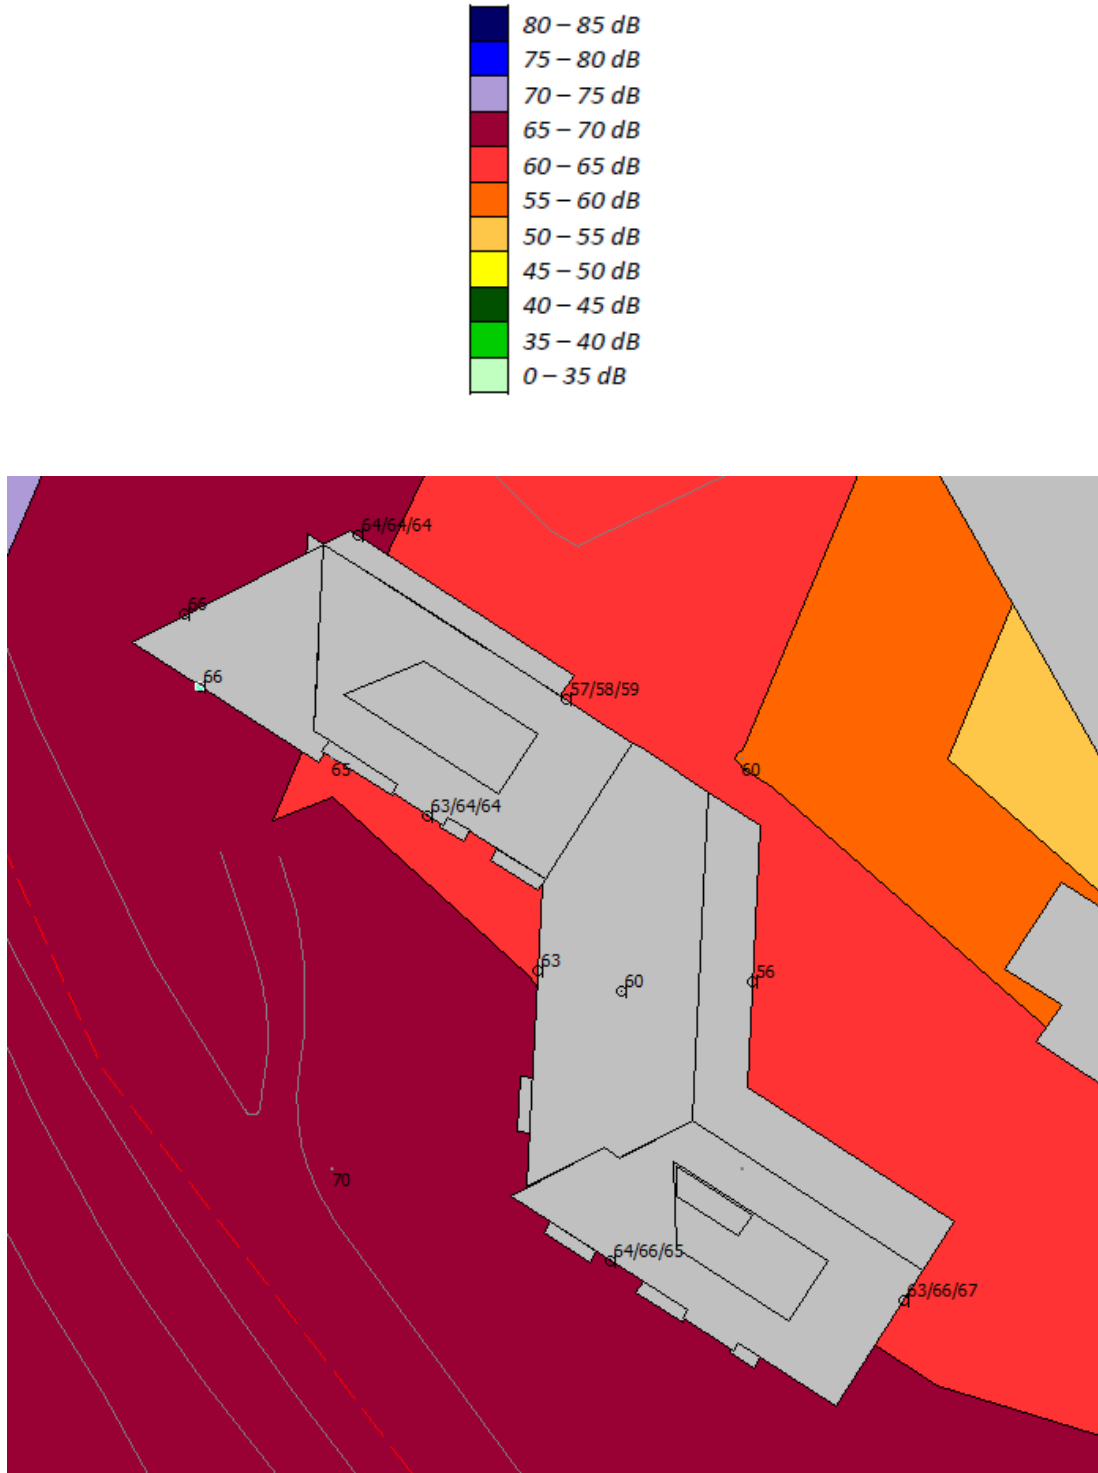 80 – 85 dB
75 – 80 dB
70 – 75 dB
65 – 70 dB
60 – 65 dB
55 – 60 dB
50 – 55 dB
45 – 50 dB
40 – 45 dB
35 – 40 dB
0 – 35 dB
64/64/64
66
66
57/58/59
65
60
63/64/64
63
60
56
70
64/66/65
63/66/67